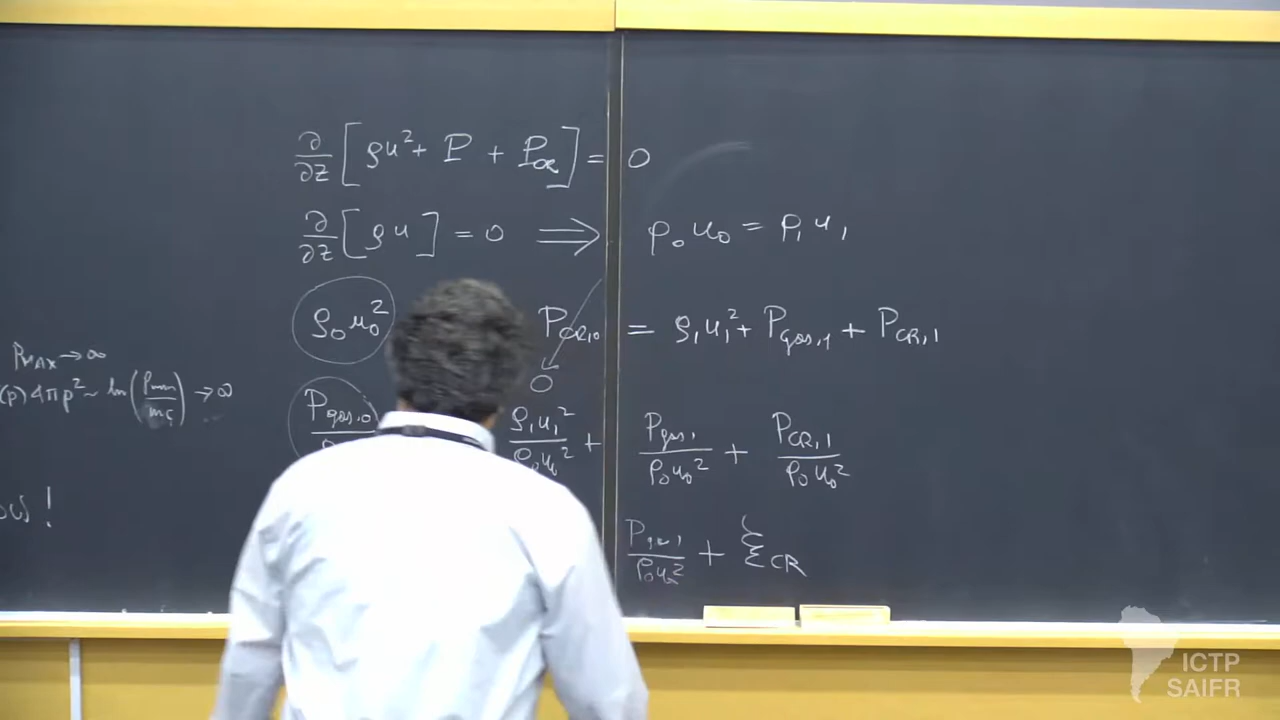 ∂/∂z [ρu² + P + P_CR] = 0
∂/∂z [ρu] = 0 ⟹ ρ₀u₀ = ρ₁u₁
ρ₀u₀² P_CR,0 = ρ₁u₁² + P_gas,1 + P_CR,1
0
P_gas,0 ρ₁u₁²/ρ₀u₀² + P_gas,1/ρ₀u₀² + P_CR,1/ρ₀u₀²
P_gas,1/ρ₀u₀² + ξ_CR
P_MAX → ∞
(p) 4πp² ~ ln(P_max/mc) → ∞
!
ICTP
SAIFR